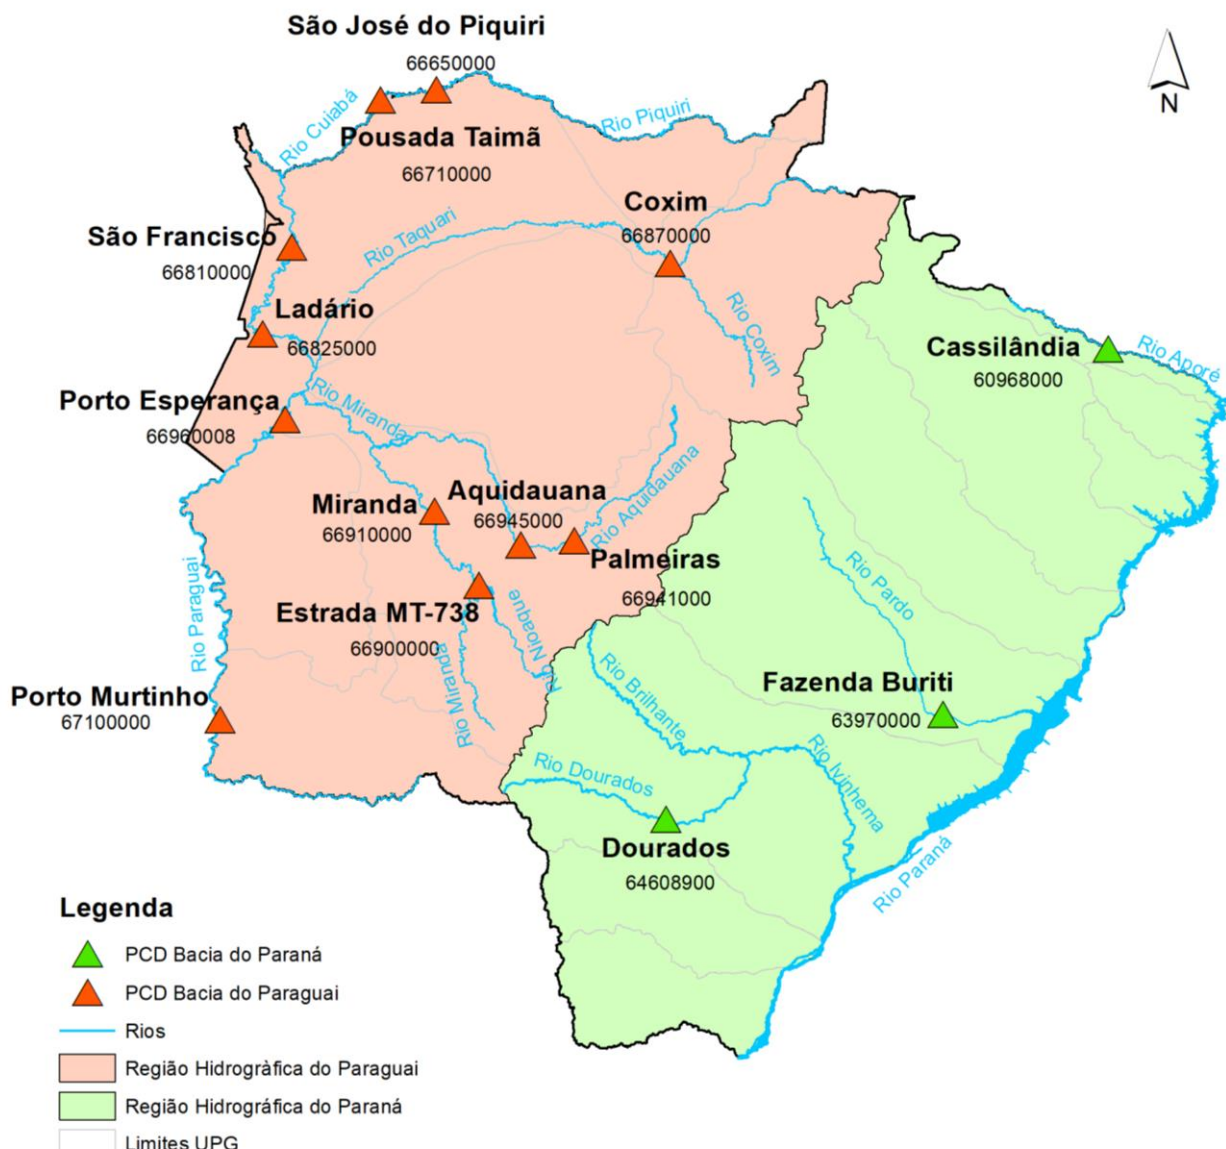 São José do Piquiri
66650000
N
Rio Cuiabá
Rio Piquiri
Pousada Taimã
66710000
Coxim
66870000
Rio Taquari
São Francisco
66810000
Ladário
66825000
Rio Coxim
Cassilândia
60968000
Rio Aporé
Porto Esperança
66960008
Rio Miranda
Miranda
66910000
Aquidauana
66945000
Rio Aquidauana
Palmeiras
66941000
Rio Pardo
Rio Paraguai
Estrada MT-738
66900000
Rio Nioaque
Rio Miranda
Rio Brilhante
Porto Murtinho
67100000
Fazenda Buriti
63970000
Rio Dourados
Rio Ivinhema
Dourados
64608900
Rio Paraná
Legenda
PCD Bacia do Paraná
PCD Bacia do Paraguai
Rios
Região Hidrogràfica do Paraguai
Região Hidrográfica do Paraná
Limites UPG